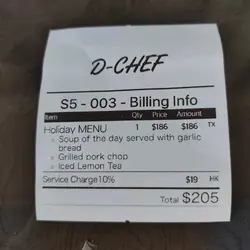 D-CHEF
S5 - 003 - Billing Info
Item Qty Price Amount
Holiday MENU 1 $186 $186 TX
Soup of the day served with garlic
bread
Grilled pork chop
Iced Lemon Tea
Service Charge10% $19 HK
Total $205